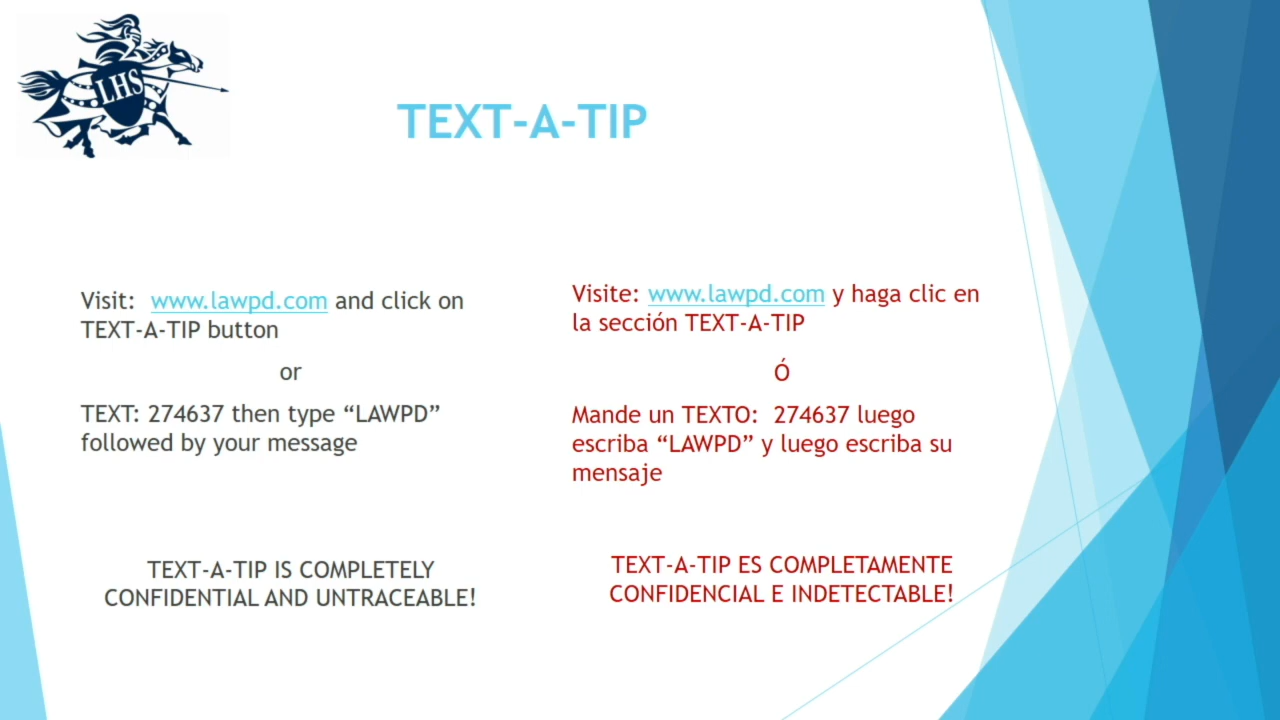 LHS
TEXT-A-TIP
Visit:  www.lawpd.com and click on
TEXT-A-TIP button
or
TEXT: 274637 then type “LAWPD”
followed by your message
TEXT-A-TIP IS COMPLETELY
CONFIDENTIAL AND UNTRACEABLE!
Visite: www.lawpd.com y haga clic en
la sección TEXT-A-TIP
Ó
Mande un TEXTO:  274637 luego
escriba “LAWPD” y luego escriba su
mensaje
TEXT-A-TIP ES COMPLETAMENTE
CONFIDENCIAL E INDETECTABLE!